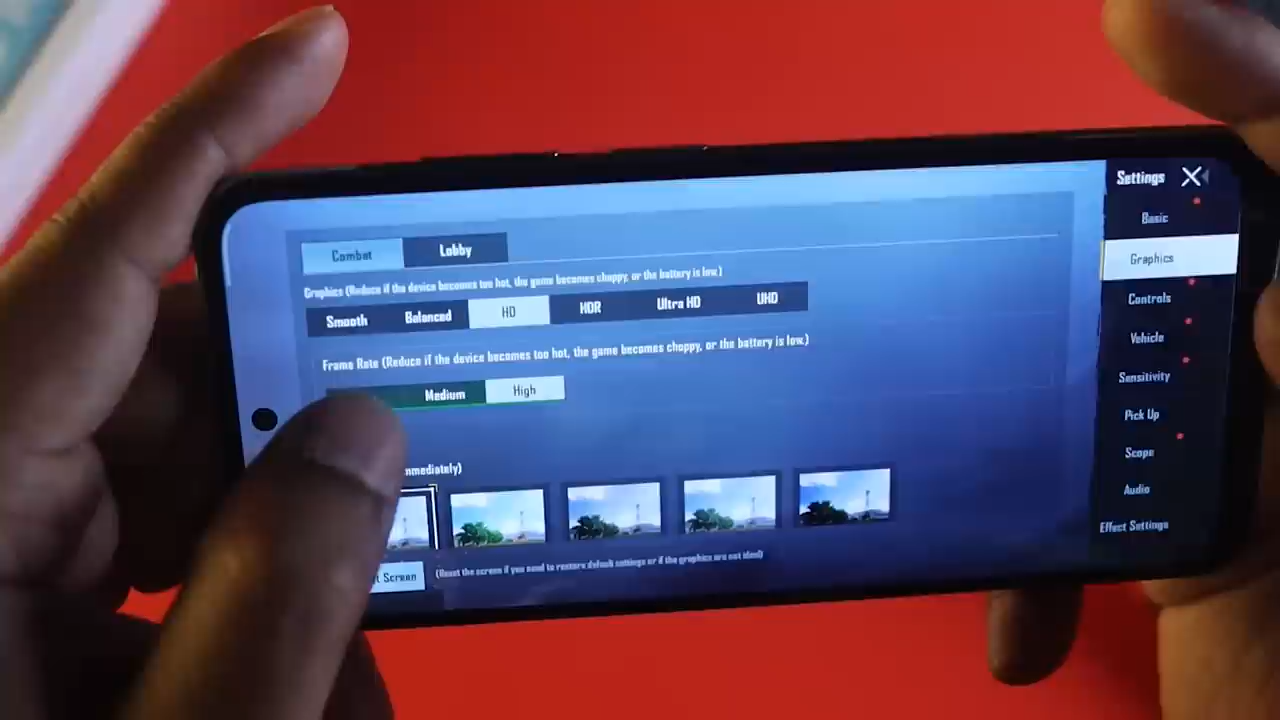 Settings
Basic
Graphics
Controls
Vehicle
Sensitivity
Pick Up
Scope
Audio
Effect Settings
Combat Lobby
Graphics (Reduce if the device becomes too hot, the game becomes choppy, or the battery is low.)
Smooth Balanced HD HDR Ultra HD UHD
Frame Rate (Reduce if the device becomes too hot, the game becomes choppy, or the battery is low.)
Medium High
mmediately)
t Screen (Reset the screen if you need to restore default settings or if the graphics are not ideal)